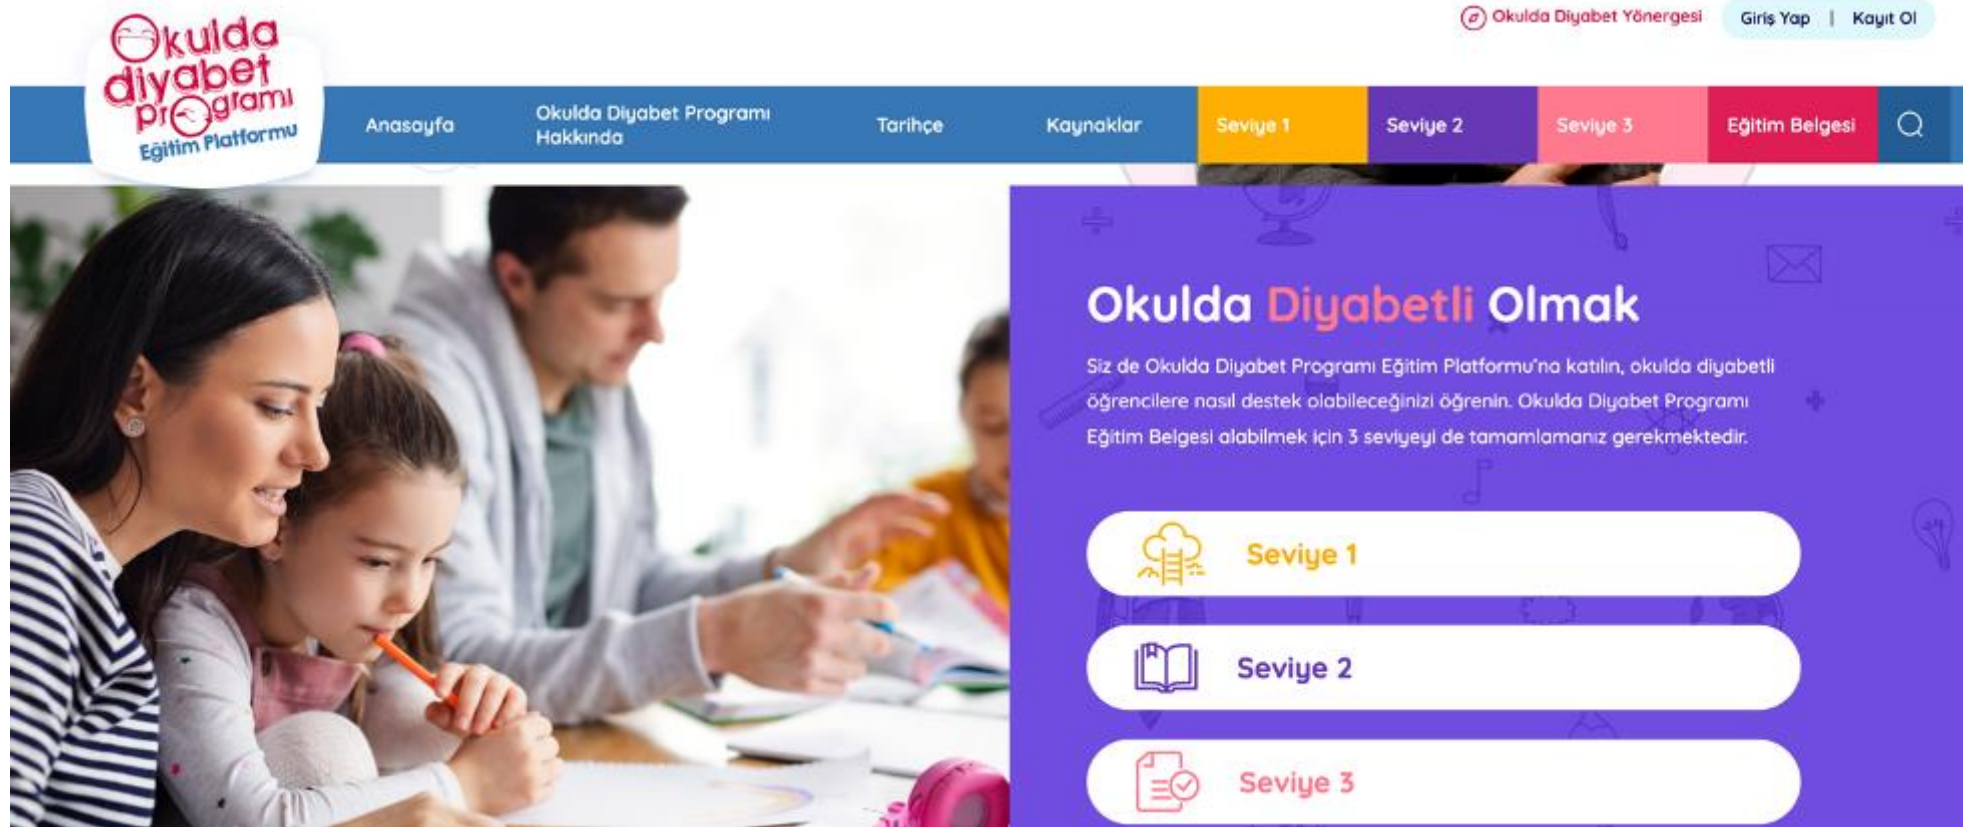 Okulda
diyabet
programı
Eğitim Platformu
Okulda Diyabet Yönergesi
Giriş Yap | Kayıt Ol
Anasayfa
Okulda Diyabet Programı
Hakkında
Tarihçe
Kaynaklar
Seviye 1
Seviye 2
Seviye 3
Eğitim Belgesi
Okulda Diyabetli Olmak
Siz de Okulda Diyabet Programı Eğitim Platformu'na katılın, okulda diyabetli
öğrencilere nasıl destek olabileceğinizi öğrenin. Okulda Diyabet Programı
Eğitim Belgesi alabilmek için 3 seviyeyi de tamamlamanız gerekmektedir.
Seviye 1
Seviye 2
Seviye 3